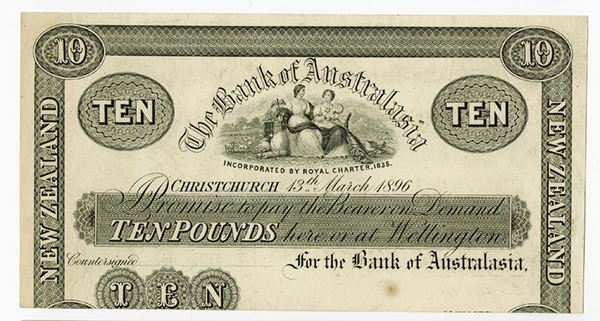 10 10
The Bank of Australasia
TEN TEN
INCORPORATED BY ROYAL CHARTER, 1835.
NEW ZEALAND NEW ZEALAND
CHRISTCHURCH 13th March 1896
Promise to pay the Bearer on Demand
TEN POUNDS here or at Wellington.
Countersigned For the Bank of Australasia,
TEN